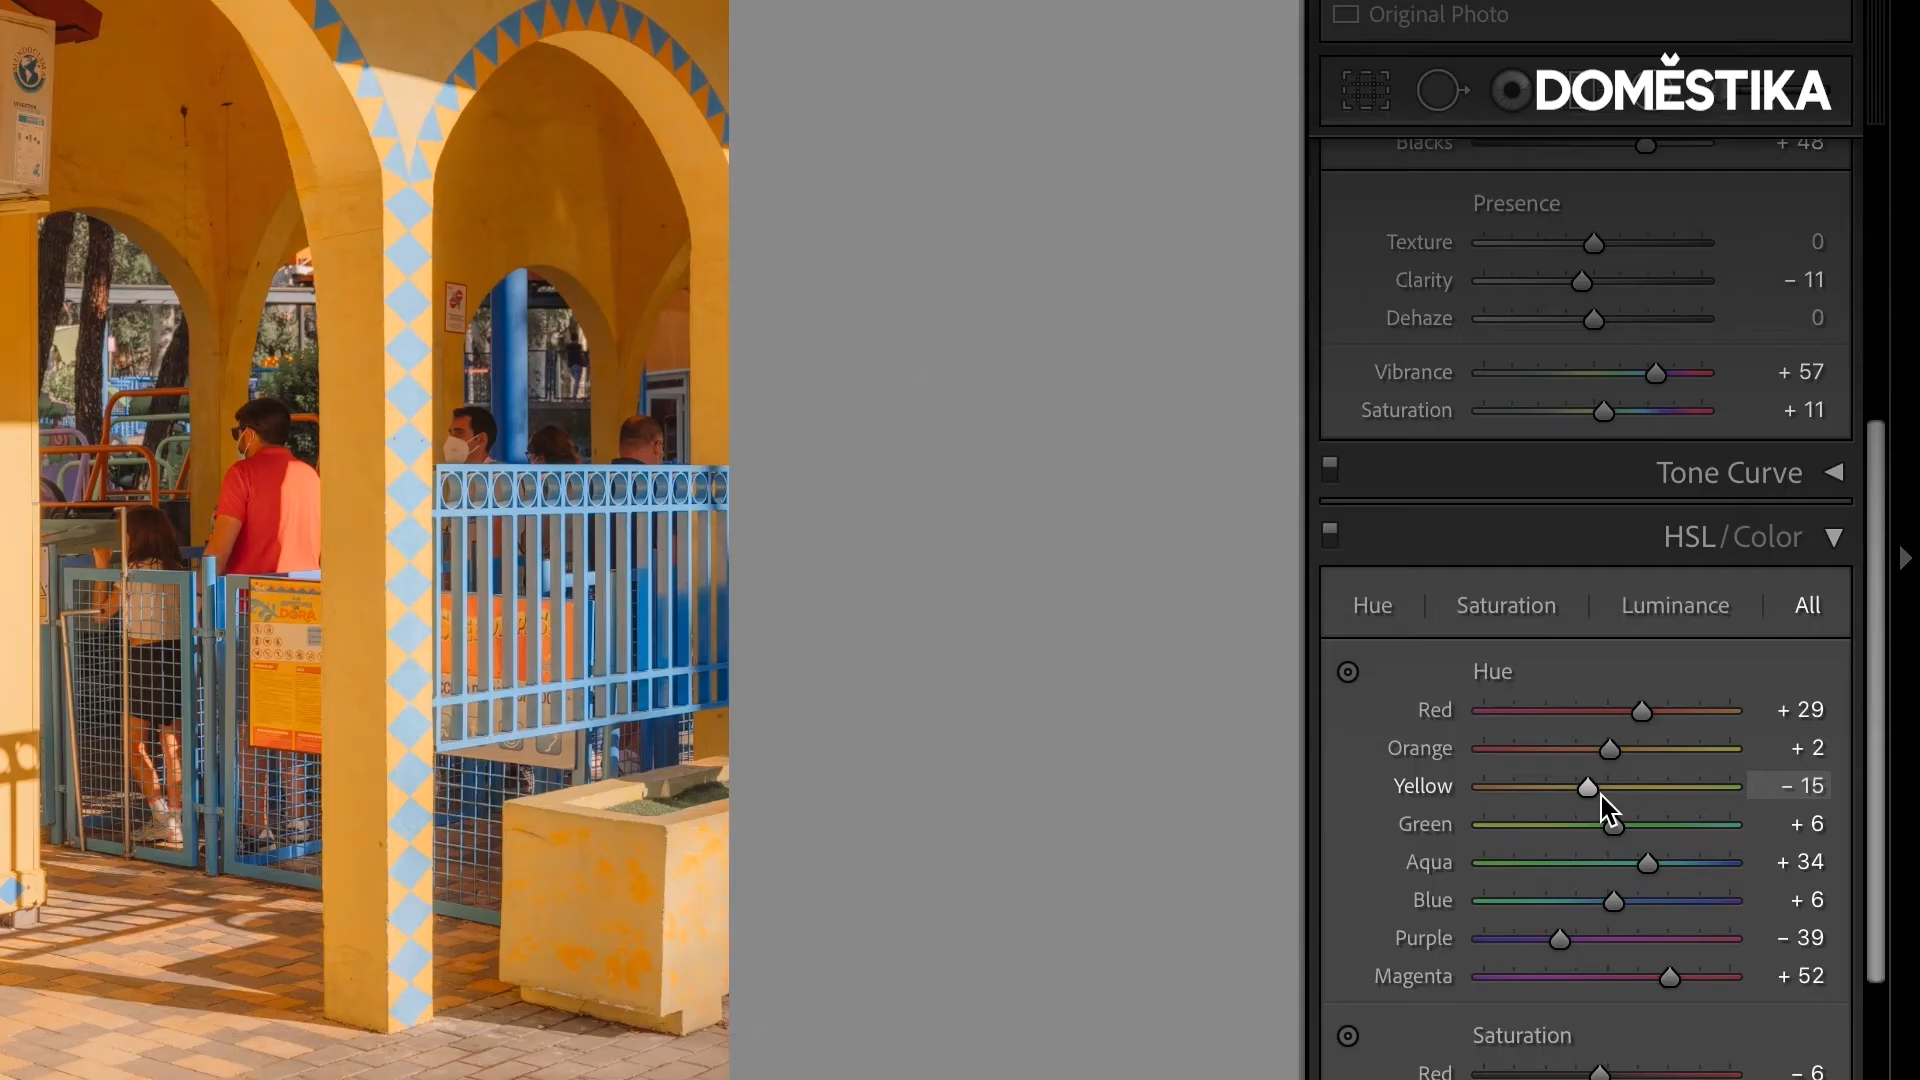 Original Photo
DOMĚSTIKA
Blacks + 48
Presence
Texture 0
Clarity – 11
Dehaze 0
Vibrance + 57
Saturation + 11
Tone Curve
HSL / Color
Hue Saturation Luminance All
Hue
Red + 29
Orange + 2
Yellow – 15
Green + 6
Aqua + 34
Blue + 6
Purple – 39
Magenta + 52
Saturation
Red – 6
DORA